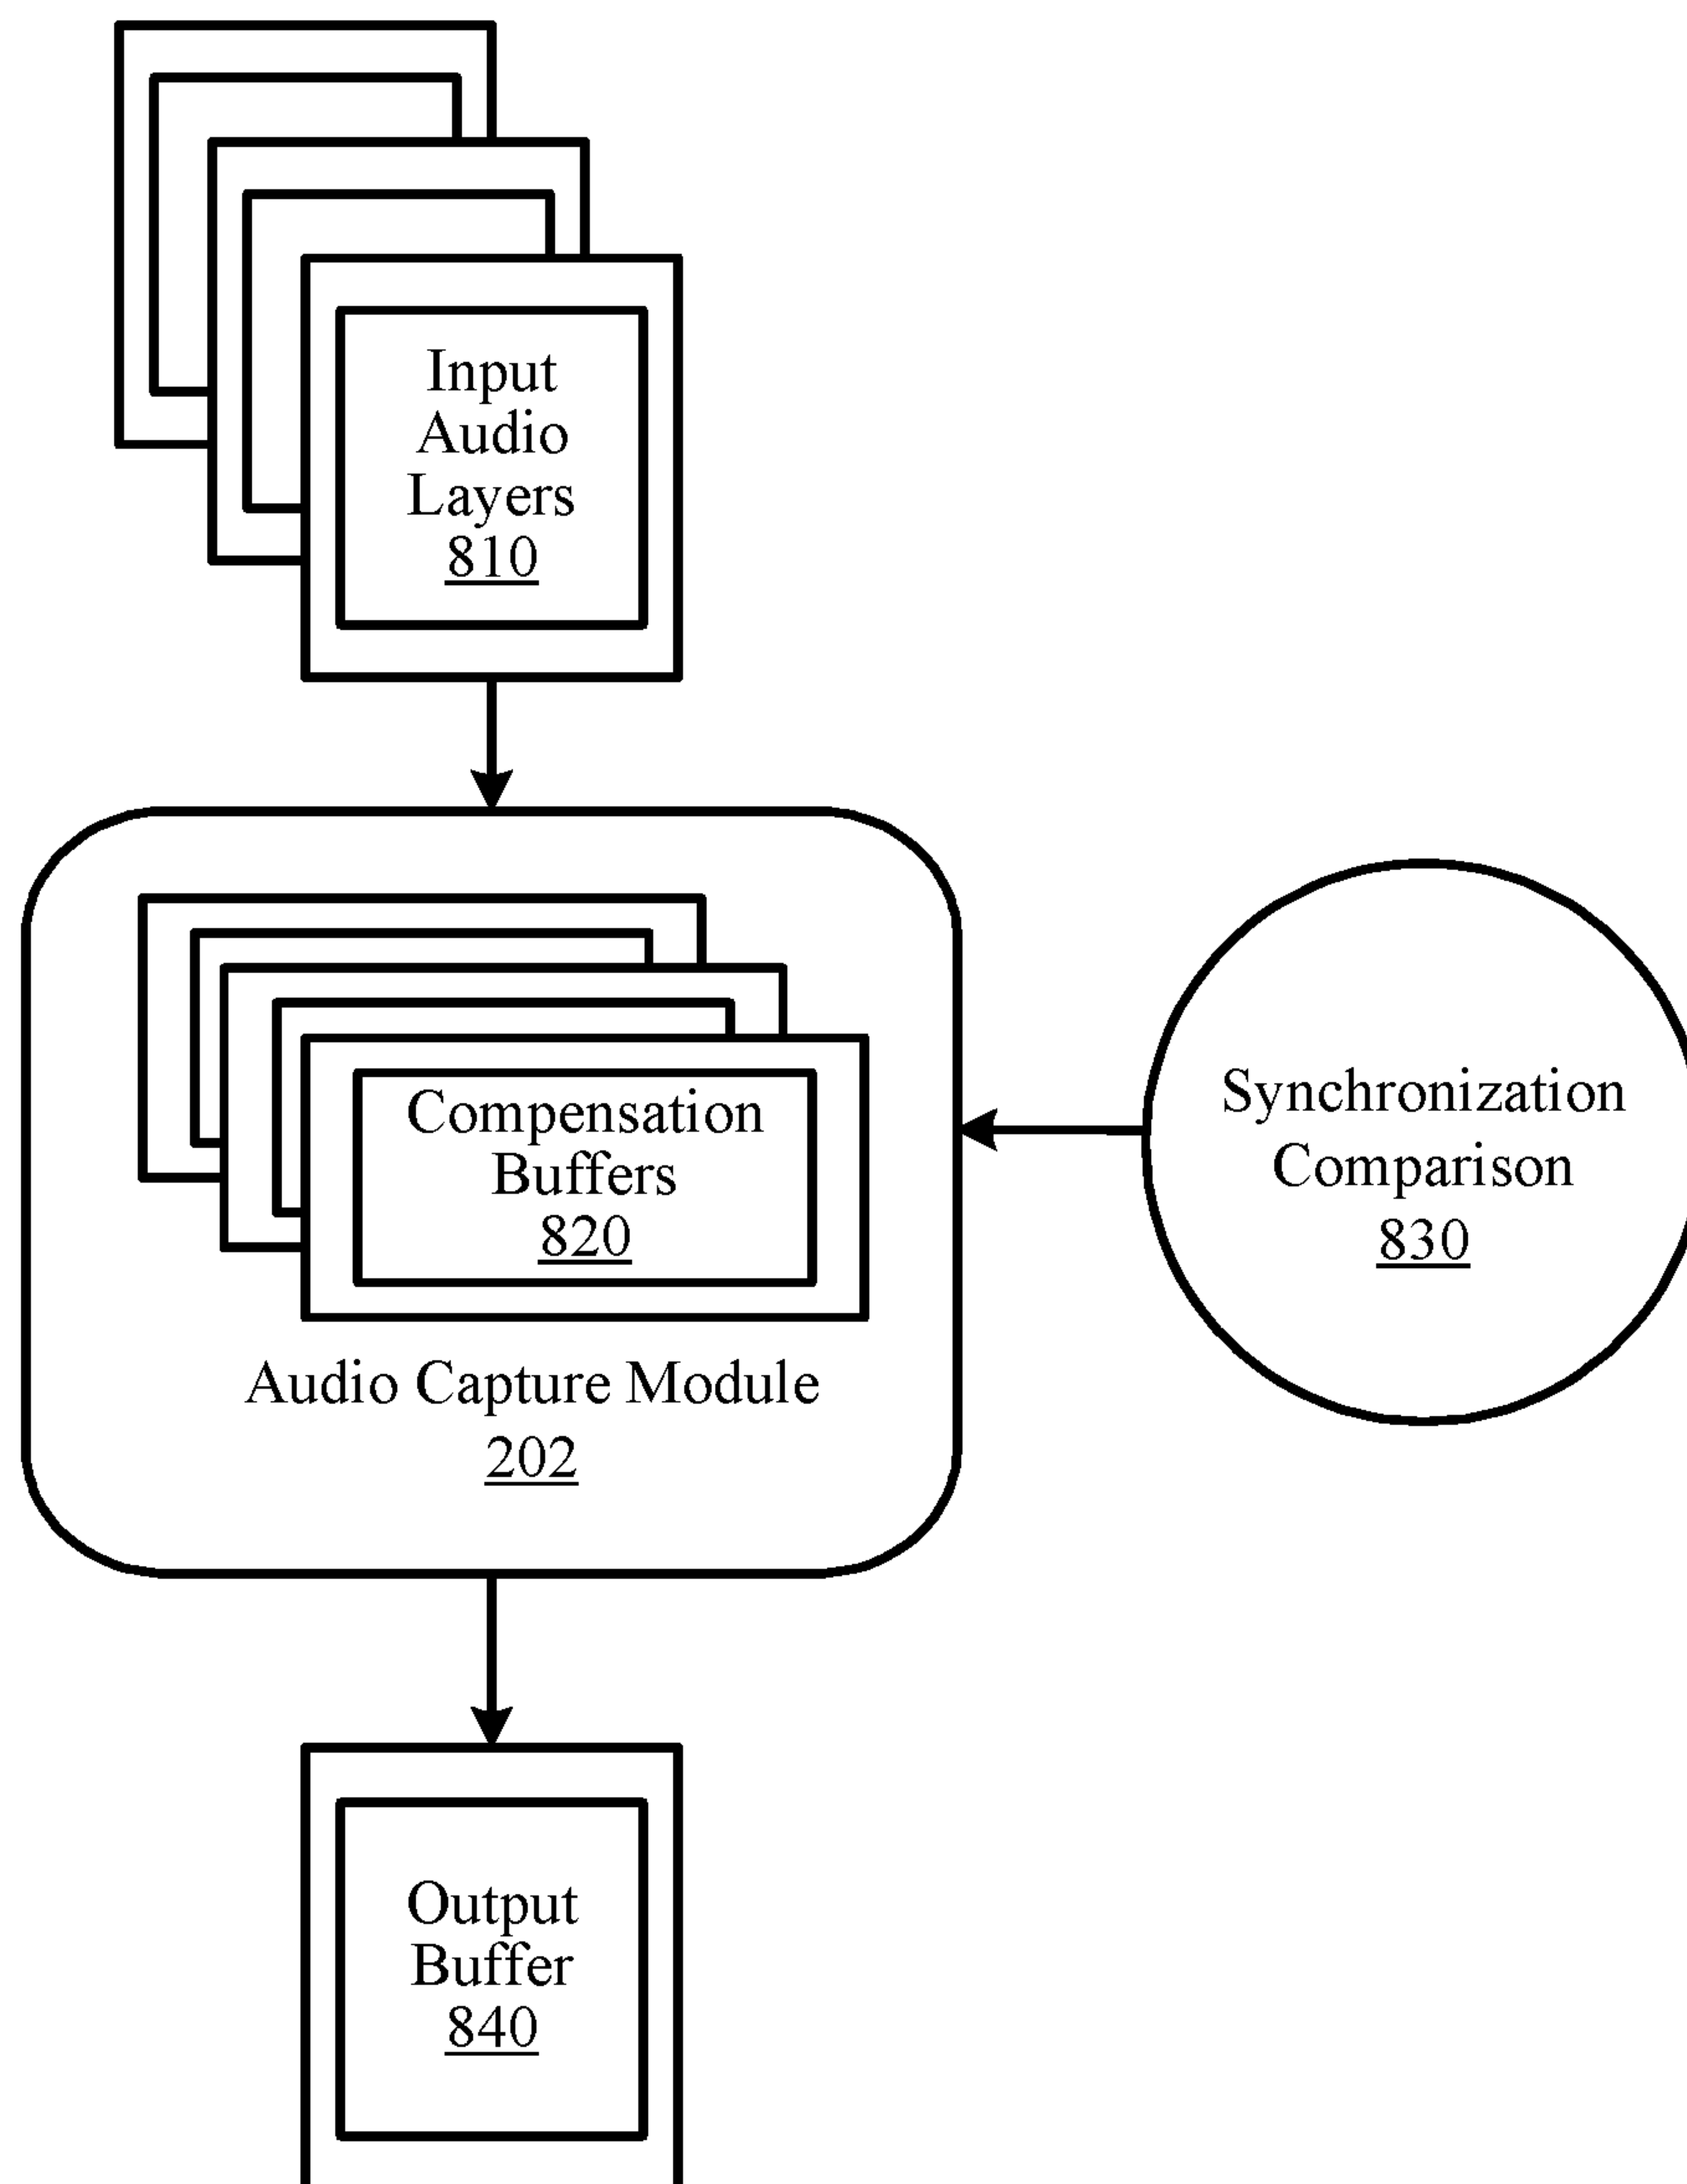 Input
Audio
Layers
810
Compensation
Buffers
820
Audio Capture Module
202
Synchronization
Comparison
830
Output
Buffer
840